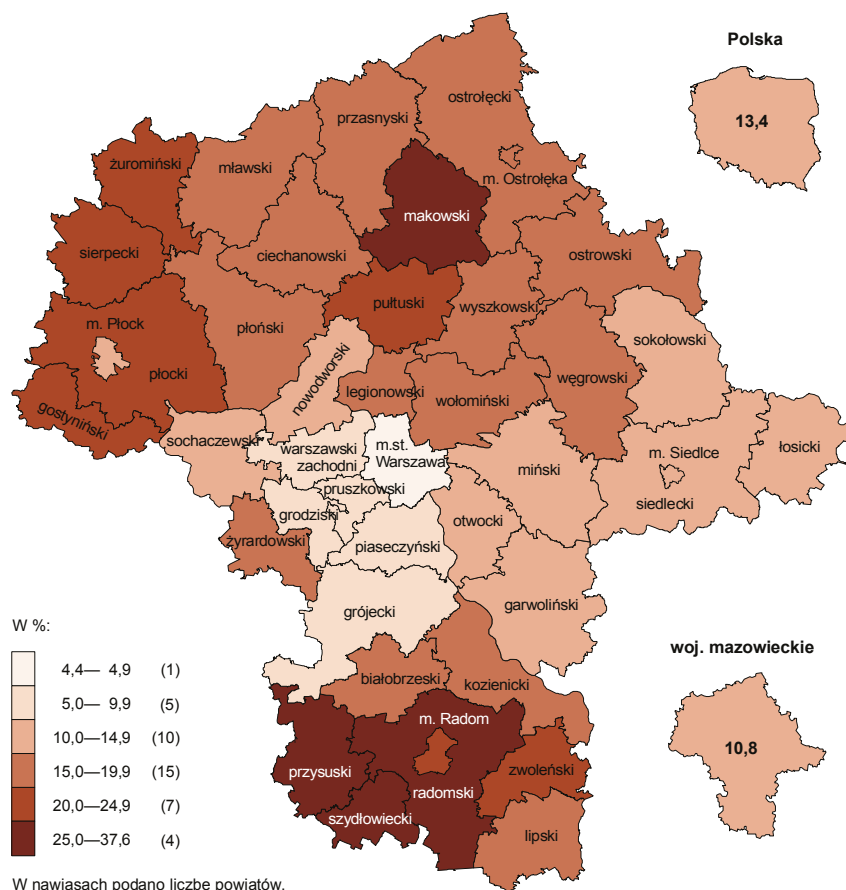 Polska
13,4
ostrołęcki
przasnyski
żuromiński
mławski
m. Ostrołęka
makowski
sierpecki
ciechanowski
ostrowski
pułtuski
wyszkowski
m. Płock
płoński
sokołowski
płocki
nowodworski
legionowski
wołomiński
węgrowski
gostyniński
sochaczewski
warszawski
zachodni
m.st.
Warszawa
miński
m. Siedlce
łosicki
siedlecki
pruszkowski
grodziski
otwocki
żyrardowski
piaseczyński
garwoliński
grójecki
W %:
4,4— 4,9 (1)
5,0— 9,9 (5)
10,0—14,9 (10)
15,0—19,9 (15)
20,0—24,9 (7)
25,0—37,6 (4)
woj. mazowieckie
10,8
białobrzeski
kozienicki
m. Radom
przysuski
zwoleński
radomski
szydłowiecki
lipski
W nawiasach podano liczbę powiatów.